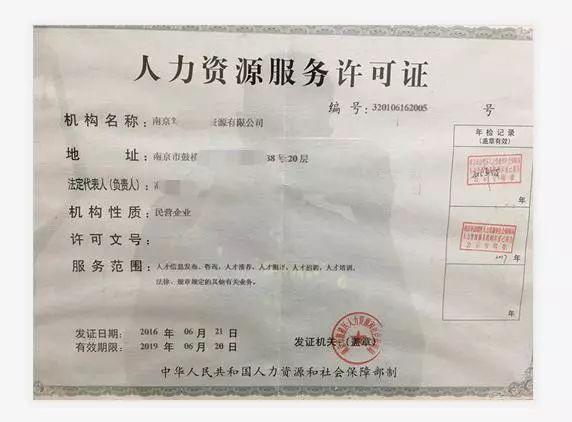 人力资源服务许可证
编号: 320106162005 号
机构名称: 南京 源有限公司
地 址: 南京市鼓 38号20层
法定代表人(负责人):
机构性质: 民营企业
许可文号:
服务范围: 人才信息发布、咨询,人才推荐,人才测评,人才招聘,人才培训,
法律、规章规定的其他有关业务。
年检记录
(盖章有效)
年
2017 年
年
发证日期: 2016 年 06 月 21 日
有效期限: 2019 年 06 月 20 日
发证机关:(盖章)
中华人民共和国人力资源和社会保障部制